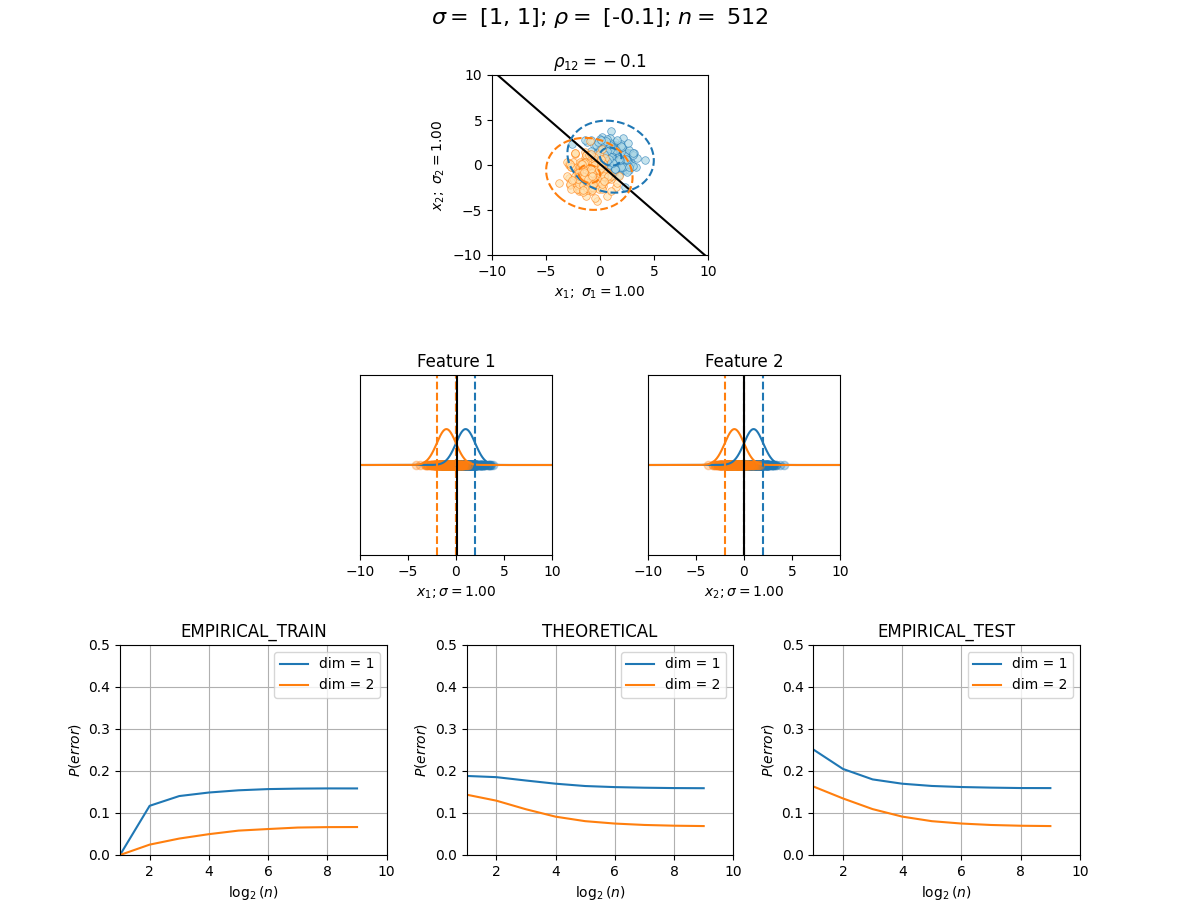 σ = [1, 1]; ρ = [-0.1]; n = 512
ρ₁₂ = −0.1
10
5
0
−5
−10
x₂; σ₂ = 1.00
−10 −5 0 5 10
x₁; σ₁ = 1.00
Feature 1 Feature 2
−10 −5 0 5 10 −10 −5 0 5 10
x₁; σ = 1.00 x₂; σ = 1.00
EMPIRICAL_TRAIN THEORETICAL EMPIRICAL_TEST
0.5 0.5 0.5
dim = 1 dim = 1 dim = 1
dim = 2 dim = 2 dim = 2
0.4 0.4 0.4
0.3 0.3 0.3
P(error) P(error) P(error)
0.2 0.2 0.2
0.1 0.1 0.1
0.0 0.0 0.0
2 4 6 8 10 2 4 6 8 10 2 4 6 8 10
log₂(n) log₂(n) log₂(n)